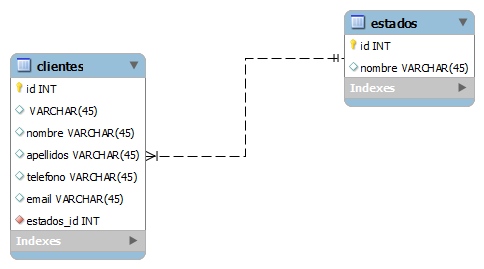 estados
id INT
nombre VARCHAR(45)
Indexes
clientes
id INT
VARCHAR(45)
nombre VARCHAR(45)
apellidos VARCHAR(45)
telefono VARCHAR(45)
email VARCHAR(45)
estados_id INT
Indexes